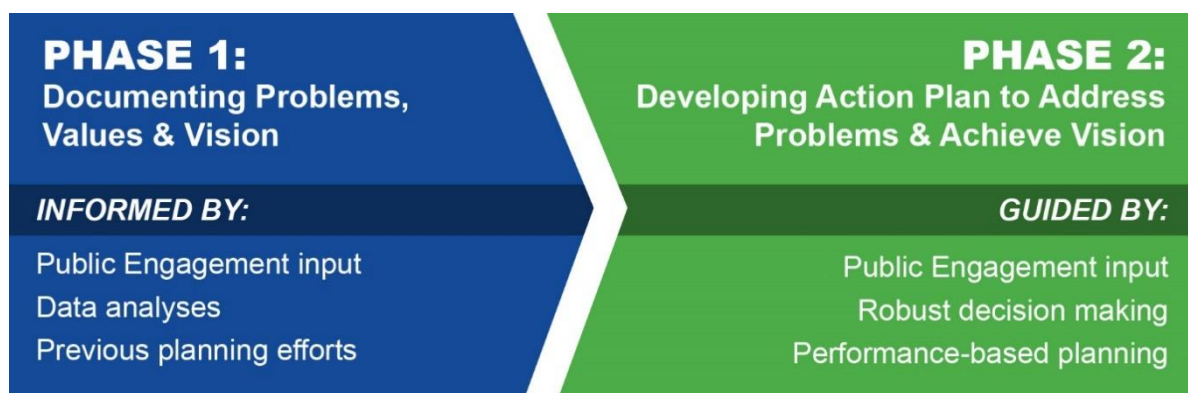 PHASE 1:
Documenting Problems,
Values & Vision
INFORMED BY:
Public Engagement input
Data analyses
Previous planning efforts
PHASE 2:
Developing Action Plan to Address
Problems & Achieve Vision
GUIDED BY:
Public Engagement input
Robust decision making
Performance-based planning